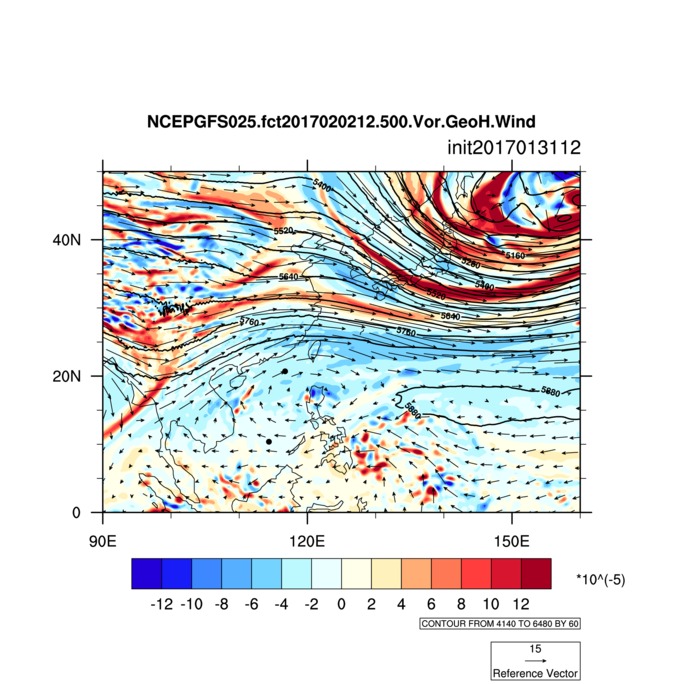 NCEPGFS025.fct2017020212.500.Vor.GeoH.Wind
init2017013112
5400
5520
5160
5280
5400
5640
5520
5640
5760
5760
5880
5880
40N
20N
0
90E 120E 150E
-12 -10 -8 -6 -4 -2 0 2 4 6 8 10 12
*10^(-5)
CONTOUR FROM 4140 TO 6480 BY 60
15
Reference Vector